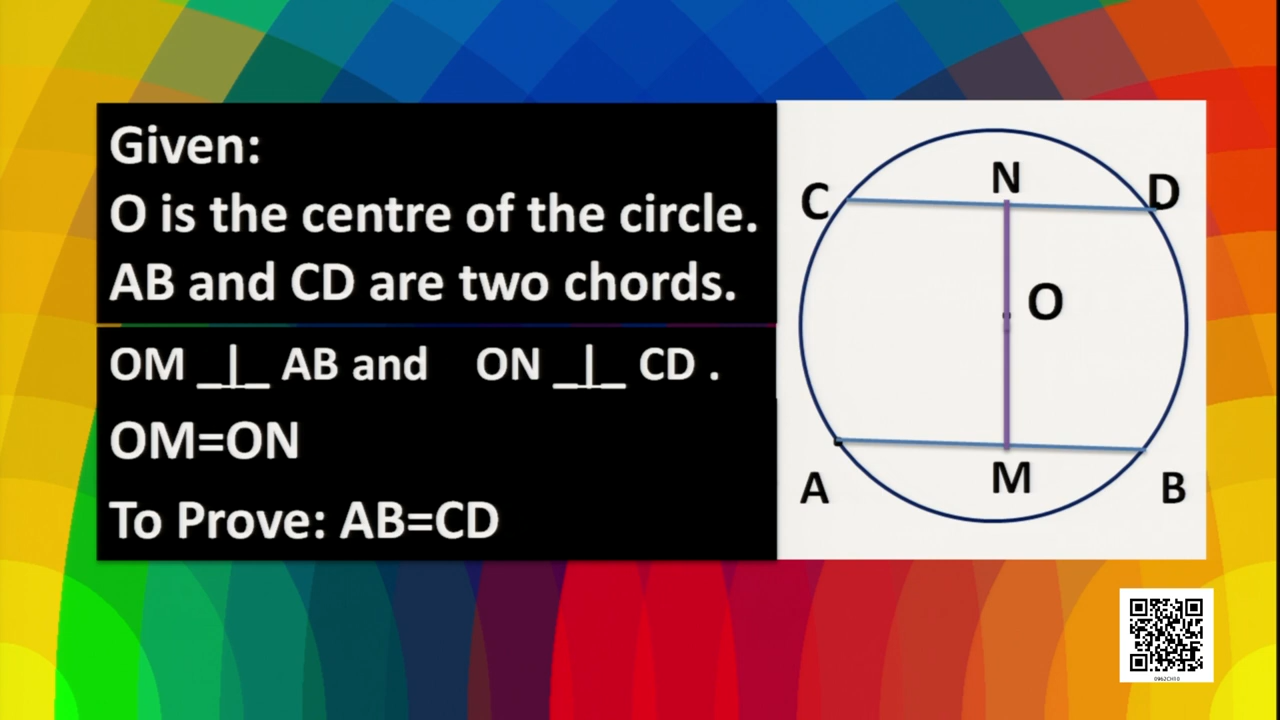 Given:
O is the centre of the circle.
AB and CD are two chords.
OM _|_ AB and ON _|_ CD .
OM=ON
To Prove: AB=CD
N
C
D
O
M
A
B
0962CH10